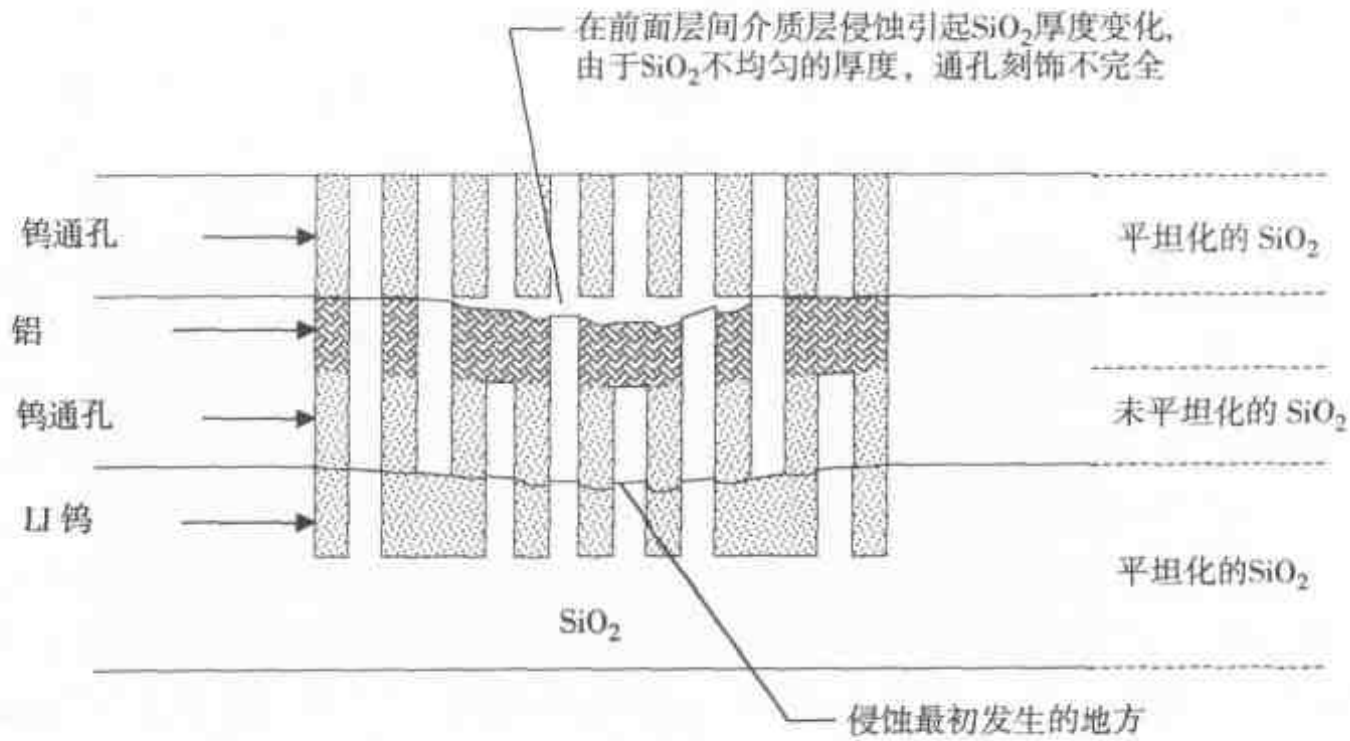 在前面层间介质层侵蚀引起SiO₂厚度变化,
由于SiO₂不均匀的厚度，通孔刻饰不完全
钨通孔
平坦化的 SiO₂
铝
钨通孔
未平坦化的 SiO₂
LI 钨
平坦化的SiO₂
SiO₂
侵蚀最初发生的地方